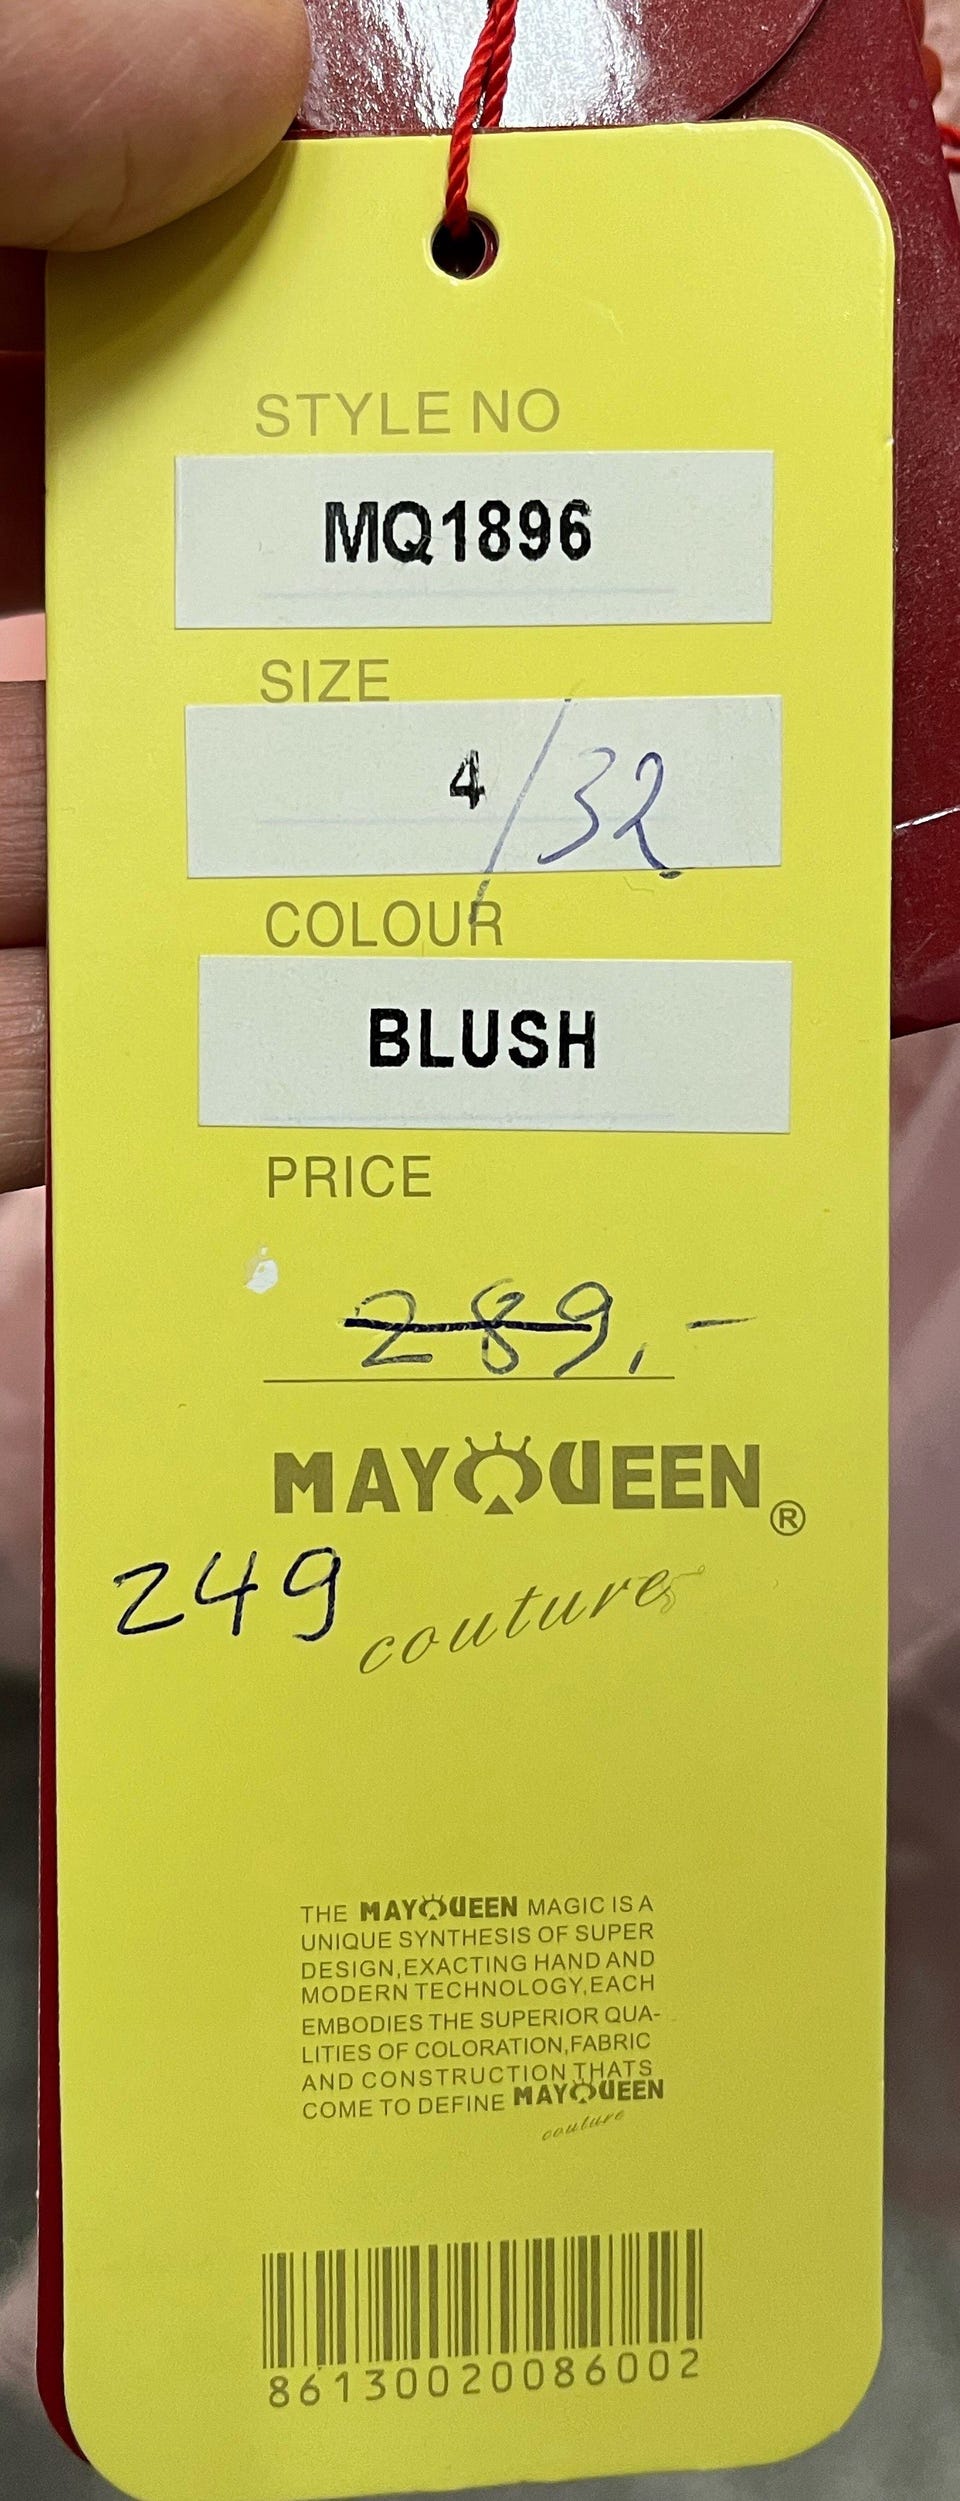 STYLE NO
MQ1896
SIZE
4/32
COLOUR
BLUSH
PRICE
289,-
MAYQUEEN®
249
couture
THE MAYQUEEN MAGIC IS A
UNIQUE SYNTHESIS OF SUPER
DESIGN,EXACTING HAND AND
MODERN TECHNOLOGY,EACH
EMBODIES THE SUPERIOR QUA-
LITIES OF COLORATION,FABRIC
AND CONSTRUCTION THATS
COME TO DEFINE MAYQUEEN
couture
86130020086002